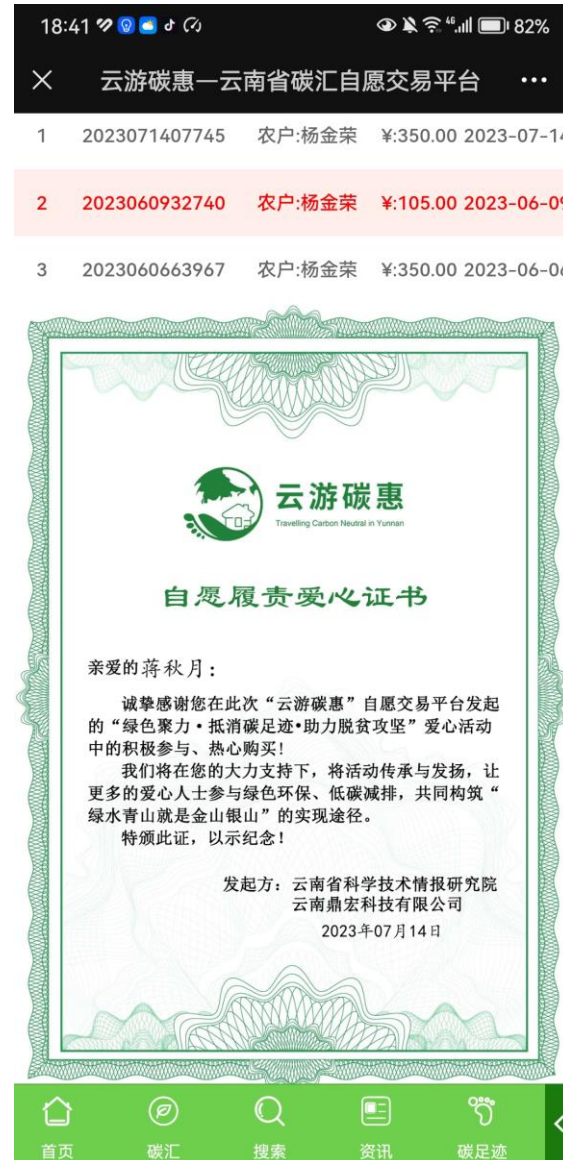 18:41 46 82%
云游碳惠—云南省碳汇自愿交易平台
1 2023071407745 农户:杨金荣 ¥:350.00 2023-07-14
2 2023060932740 农户:杨金荣 ¥:105.00 2023-06-09
3 2023060663967 农户:杨金荣 ¥:350.00 2023-06-06
云游碳惠
Travelling Carbon Neutral in Yunnan
自愿履责爱心证书
亲爱的蒋秋月：
诚挚感谢您在此次“云游碳惠”自愿交易平台发起
的“绿色聚力•抵消碳足迹•助力脱贫攻坚”爱心活动
中的积极参与、热心购买！
我们将在您的大力支持下，将活动传承与发扬，让
更多的爱心人士参与绿色环保、低碳减排，共同构筑“
绿水青山就是金山银山”的实现途径。
特颁此证，以示纪念！
发起方：云南省科学技术情报研究院
云南鼎宏科技有限公司
2023年07月14日
首页 碳汇 搜索 资讯 碳足迹